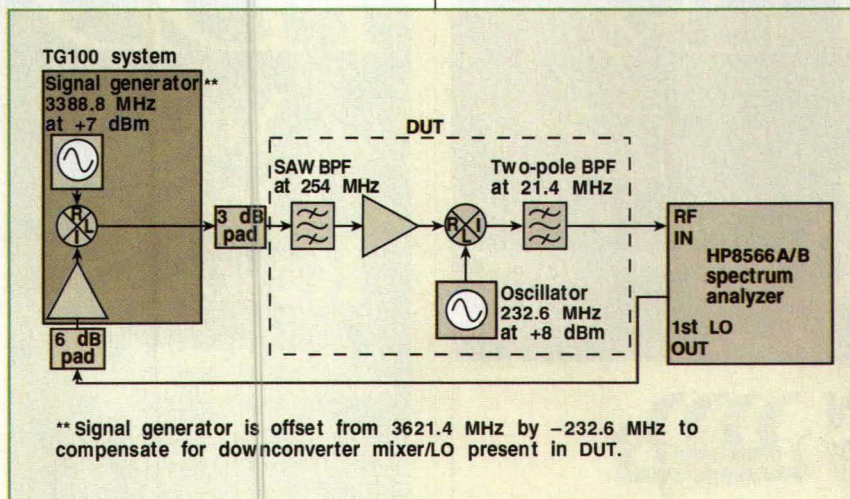 TG100 system
Signal generator**
3388.8 MHz
at +7 dBm
R
L
I
6 dB
pad
3 dB
pad
DUT
SAW BPF
at 254 MHz
R
I
L
Two-pole BPF
at 21.4 MHz
Oscillator
232.6 MHz
at +8 dBm
RF
IN
HP8566A/B
spectrum
analyzer
1st LO
OUT
**Signal generator is offset from 3621.4 MHz by −232.6 MHz to
compensate for downconverter mixer/LO present in DUT.